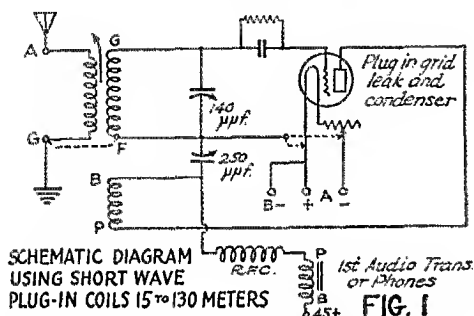 A
G
G
F
140
μμf.
250
μμf.
Plug in grid
leak and
condenser
B
P
B-
+
A
-
SCHEMATIC DIAGRAM
USING SHORT WAVE
PLUG-IN COILS 15 TO 130 METERS
R.F.C.
P
B
45+
1st Audio Trans.
or Phones
FIG. 1